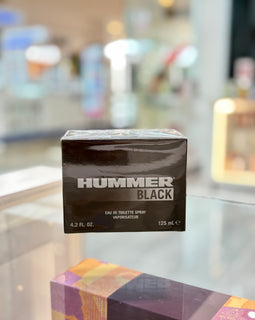 HUMMER
BLACK
EAU DE TOILETTE SPRAY
VAPORISATEUR
4.2 FL. OZ. 125 mL e